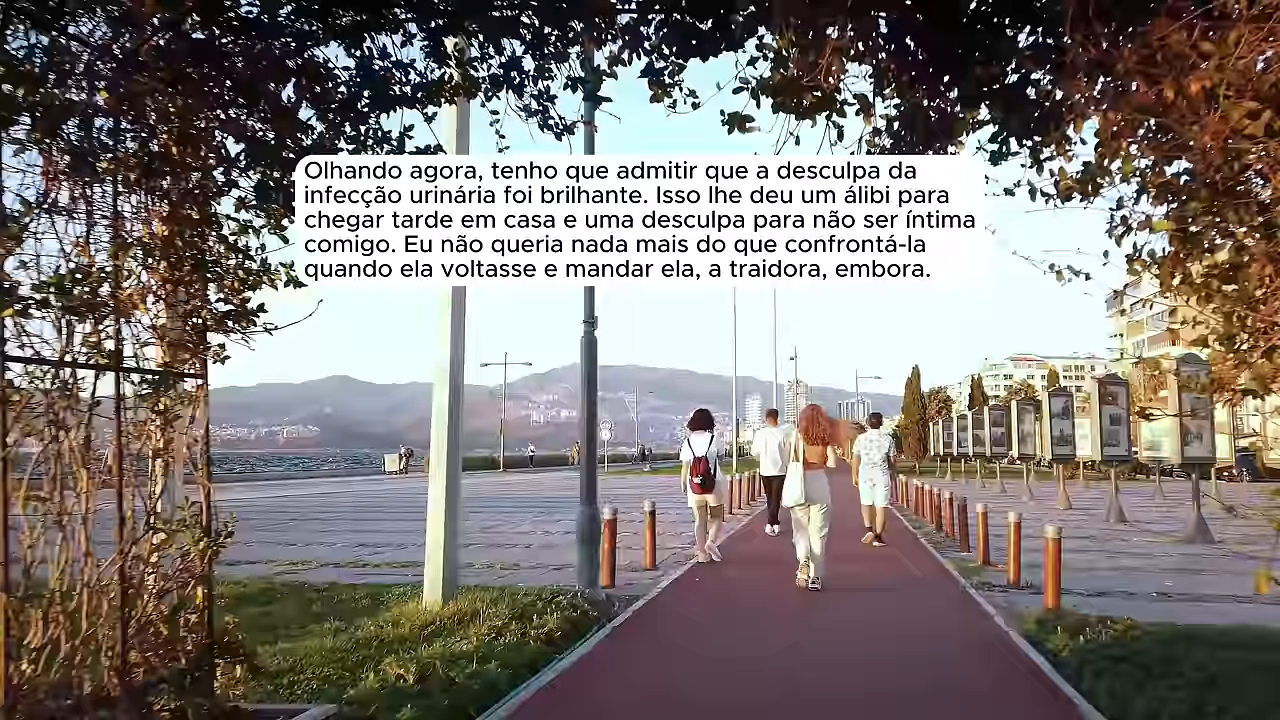 Olhando agora, tenho que admitir que a desculpa da
infecção urinária foi brilhante. Isso lhe deu um álibi para
chegar tarde em casa e uma desculpa para não ser íntima
comigo. Eu não queria nada mais do que confrontá-la
quando ela voltasse e mandar ela, a traidora, embora.